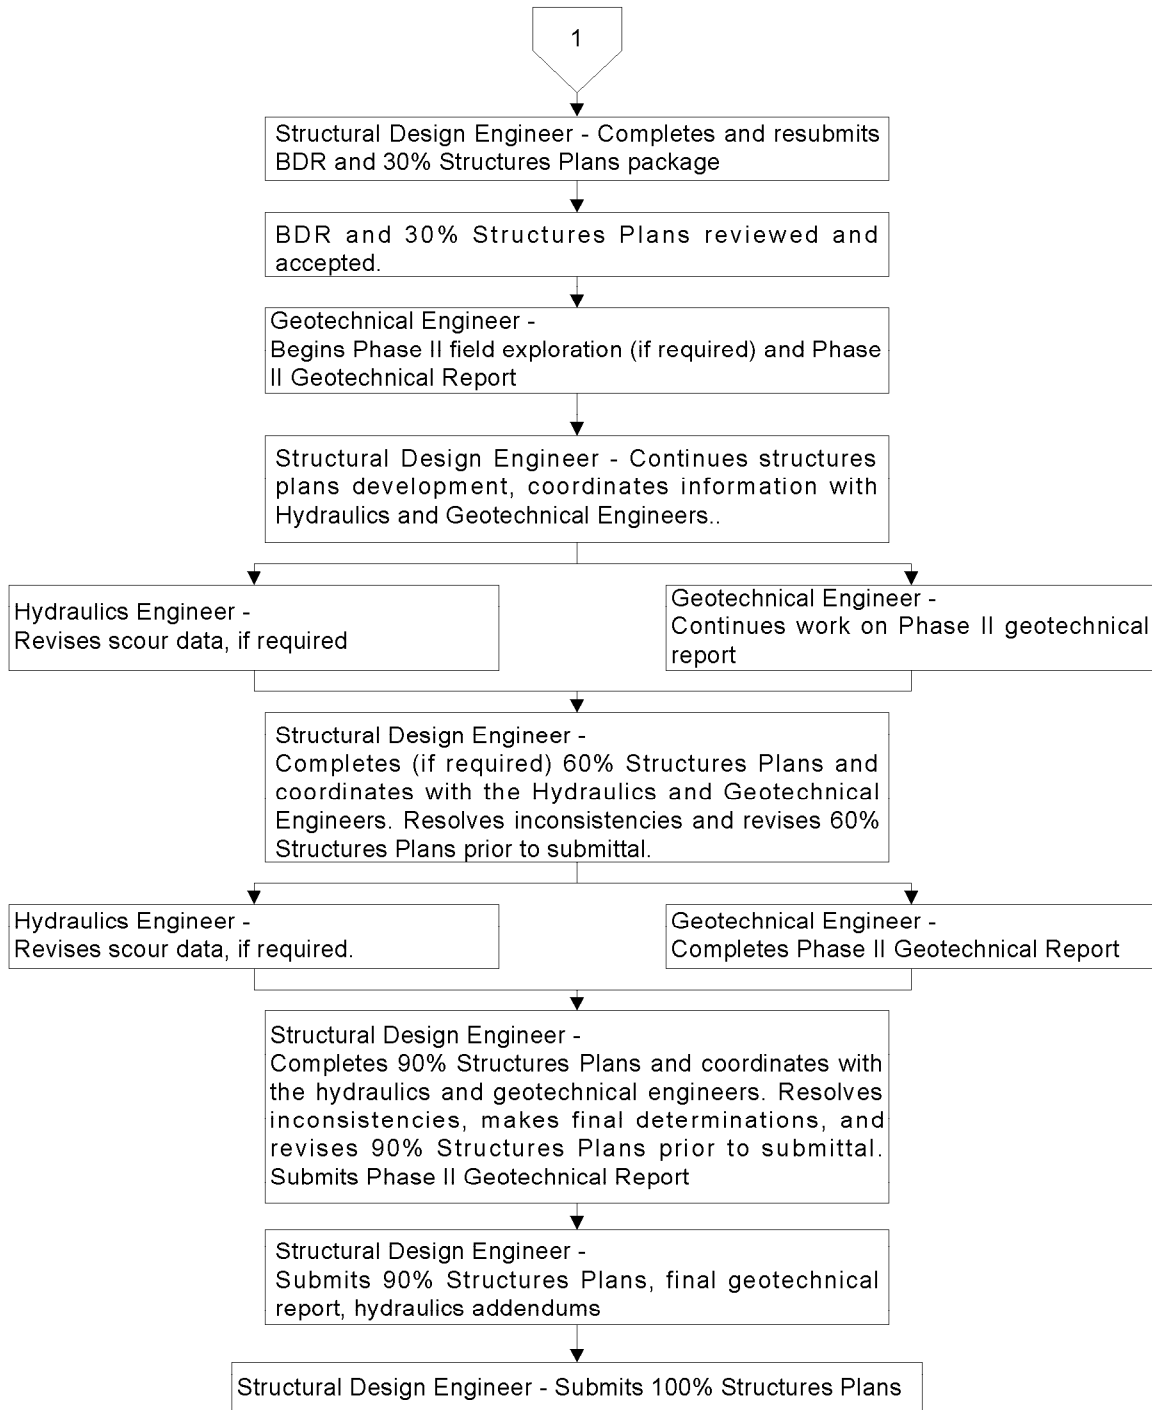 1
Structural Design Engineer - Completes and resubmits
BDR and 30% Structures Plans package
BDR and 30% Structures Plans reviewed and
accepted.
Geotechnical Engineer -
Begins Phase II field exploration (if required) and Phase
II Geotechnical Report
Structural Design Engineer - Continues structures
plans development, coordinates information with
Hydraulics and Geotechnical Engineers..
Hydraulics Engineer -
Revises scour data, if required
Geotechnical Engineer -
Continues work on Phase II geotechnical
report
Structural Design Engineer -
Completes (if required) 60% Structures Plans and
coordinates with the Hydraulics and Geotechnical
Engineers. Resolves inconsistencies and revises 60%
Structures Plans prior to submittal.
Hydraulics Engineer -
Revises scour data, if required.
Geotechnical Engineer -
Completes Phase II Geotechnical Report
Structural Design Engineer -
Completes 90% Structures Plans and coordinates with
the hydraulics and geotechnical engineers. Resolves
inconsistencies, makes final determinations, and
revises 90% Structures Plans prior to submittal.
Submits Phase II Geotechnical Report
Structural Design Engineer -
Submits 90% Structures Plans, final geotechnical
report, hydraulics addendums
Structural Design Engineer - Submits 100% Structures Plans